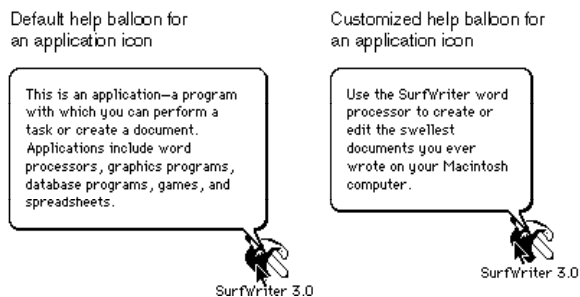 Default help balloon for
an application icon
This is an application—a program
with which you can perform a
task or create a document.
Applications include word
processors, graphics programs,
database programs, games, and
spreadsheets.
SurfWriter 3.0
Customized help balloon for
an application icon
Use the SurfWriter word
processor to create or
edit the swellest
documents you ever
wrote on your Macintosh
computer.
SurfWriter 3.0